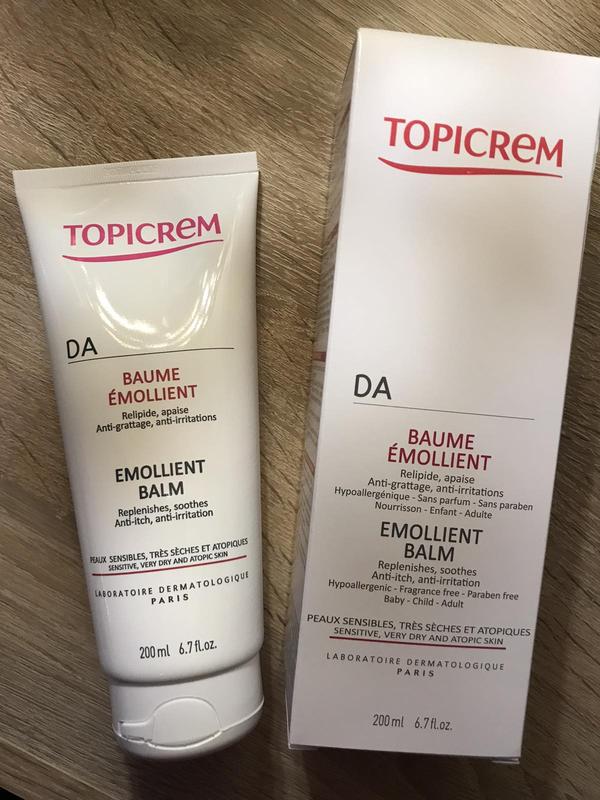 TOPICREM
DA
BAUME
ÉMOLLIENT
Relipide, apaise
Anti-grattage, anti-irritations
EMOLLIENT
BALM
Replenishes, soothes
Anti-itch, anti-irritation
PEAUX SENSIBLES, TRÈS SÈCHES ET ATOPIQUES
SENSITIVE, VERY DRY AND ATOPIC SKIN
LABORATOIRE DERMATOLOGIQUE
PARIS
200 ml 6.7 fl.oz.
TOPICREM
DA
BAUME
ÉMOLLIENT
Relipide, apaise
Anti-grattage, anti-irritations
Hypoallergénique - Sans parfum - Sans paraben
Nourrisson - Enfant - Adulte
EMOLLIENT
BALM
Replenishes, soothes
Anti-itch, anti-irritation
Hypoallergenic - Fragrance free - Paraben free
Baby - Child - Adult
PEAUX SENSIBLES, TRÈS SÈCHES ET ATOPIQUES
SENSITIVE, VERY DRY AND ATOPIC SKIN
LABORATOIRE DERMATOLOGIQUE
PARIS
200 ml 6.7 fl.oz.